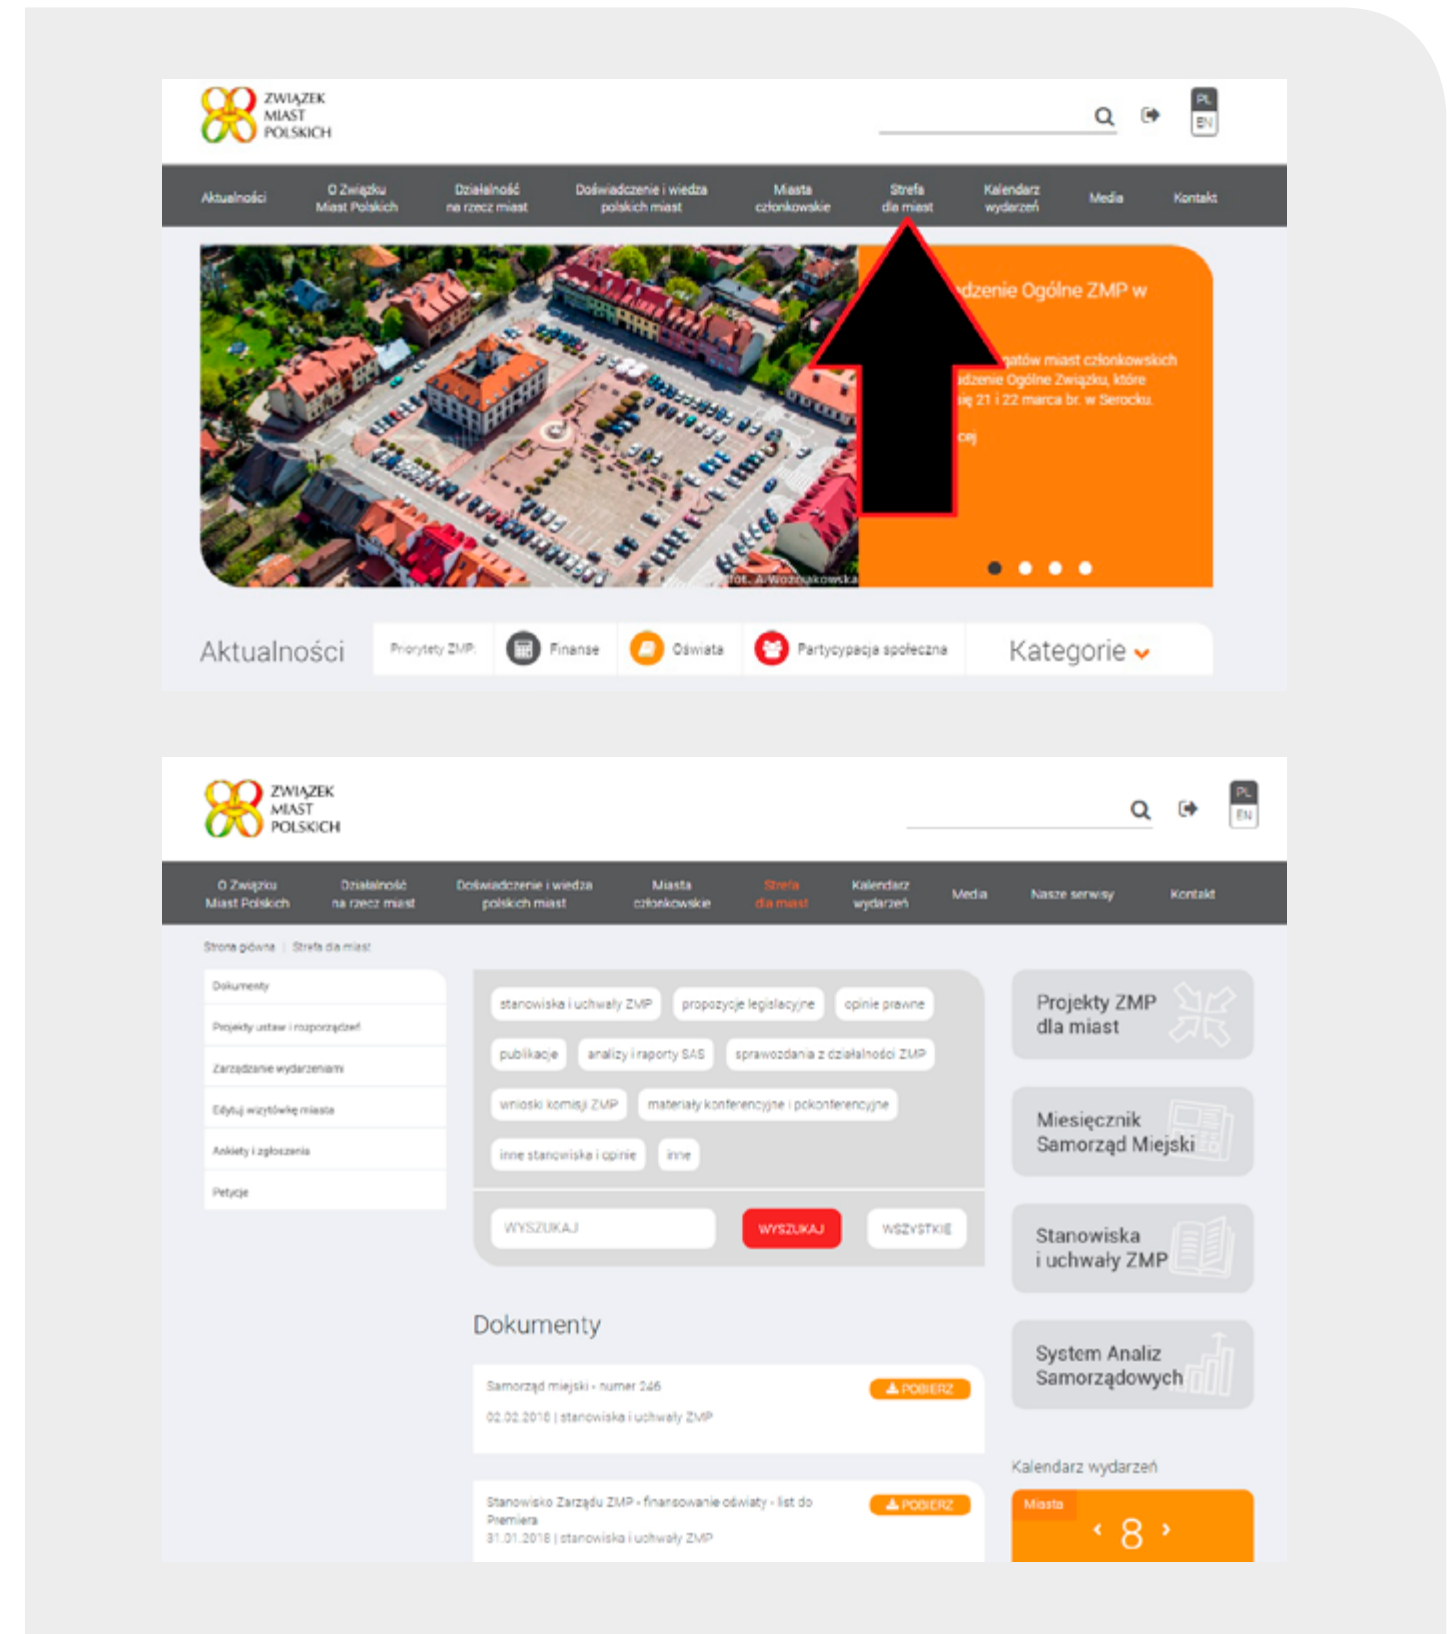 ZWIĄZEK
MIAST
POLSKICH
PL
EN
Aktualności
O Związku
Miast Polskich
Działalność
na rzecz miast
Doświadczenie i wiedza
polskich miast
Miasta
członkowskie
Strefa
dla miast
Kalendarz
wydarzeń
Media
Kontakt
dzenie Ogólne ZMP w
gatów miast członkowskich
adzenie Ogólne Związku, które
ię 21 i 22 marca br. w Serocku.
cej
fot. A.Woźniakowska
Aktualności
Priorytety ZMP:
Finanse
Oświata
Partycypacja społeczna
Kategorie
ZWIĄZEK
MIAST
POLSKICH
PL
EN
O Związku
Miast Polskich
Działalność
na rzecz miast
Doświadczenie i wiedza
polskich miast
Miasta
członkowskie
Strefa
dla miast
Kalendarz
wydarzeń
Media
Nasze serwisy
Kontakt
Strona główna | Strefa dla miast
Dokumenty
Projekty ustaw i rozporządzeń
Zarządzanie wydarzeniami
Edytuj wizytówkę miasta
Ankiety i zgłoszenia
Petycje
stanowiska i uchwały ZMP
propozycje legislacyjne
opinie prawne
publikacje
analizy i raporty SAS
sprawozdania z działalności ZMP
wnioski komisji ZMP
materiały konferencyjne i pokonferencyjne
inne stanowiska i opinie
inne
WYSZUKAJ
WYSZUKAJ
WSZYSTKIE
Dokumenty
Samorząd miejski - numer 246
POBIERZ
02.02.2018 | stanowiska i uchwały ZMP
Stanowisko Zarządu ZMP - finansowanie oświaty - list do
Premiera
POBIERZ
31.01.2018 | stanowiska i uchwały ZMP
Projekty ZMP
dla miast
Miesięcznik
Samorząd Miejski
Stanowiska
i uchwały ZMP
System Analiz
Samorządowych
Kalendarz wydarzeń
Miasta
‹ 8 ›